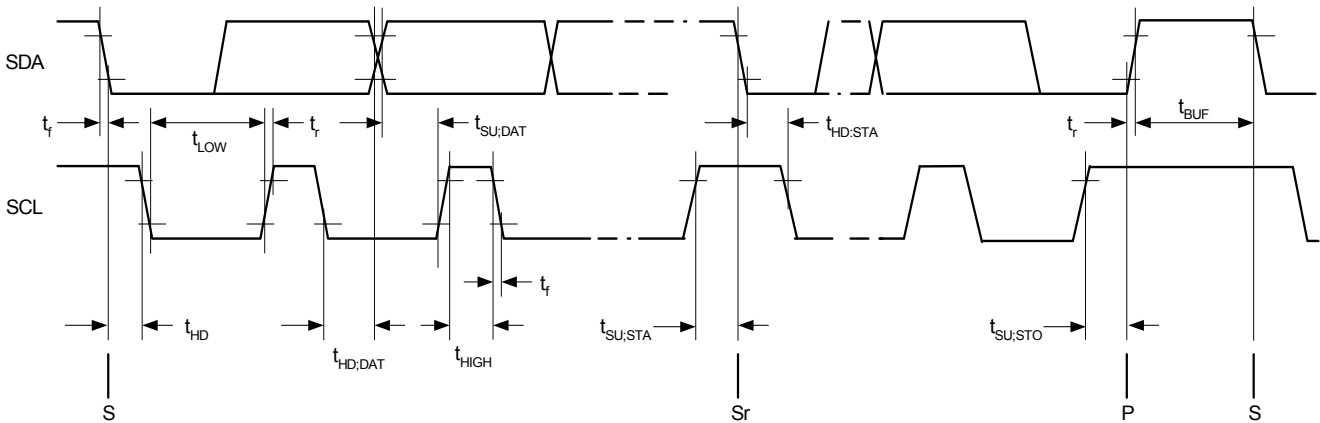 SDA
t_f t_LOW t_r t_SU;DAT t_HD:STA t_r t_BUF
SCL
t_f
t_HD t_HD;DAT t_HIGH t_SU;STA t_SU;STO
S Sr P S